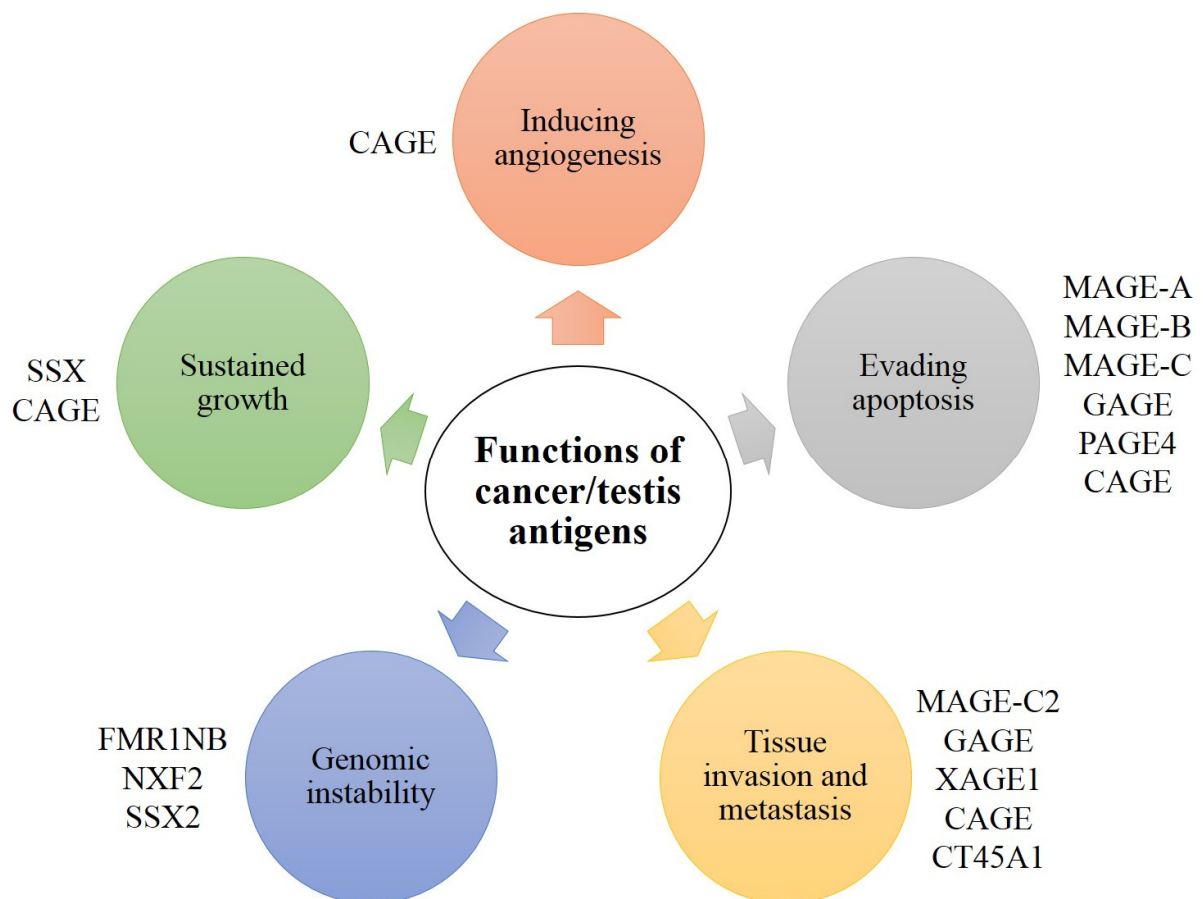 CAGE
Inducing
angiogenesis
MAGE-A
MAGE-B
MAGE-C
GAGE
PAGE4
CAGE
Evading
apoptosis
SSX
CAGE
Sustained
growth
Functions of
cancer/testis
antigens
FMR1NB
NXF2
SSX2
Genomic
instability
Tissue
invasion and
metastasis
MAGE-C2
GAGE
XAGE1
CAGE
CT45A1